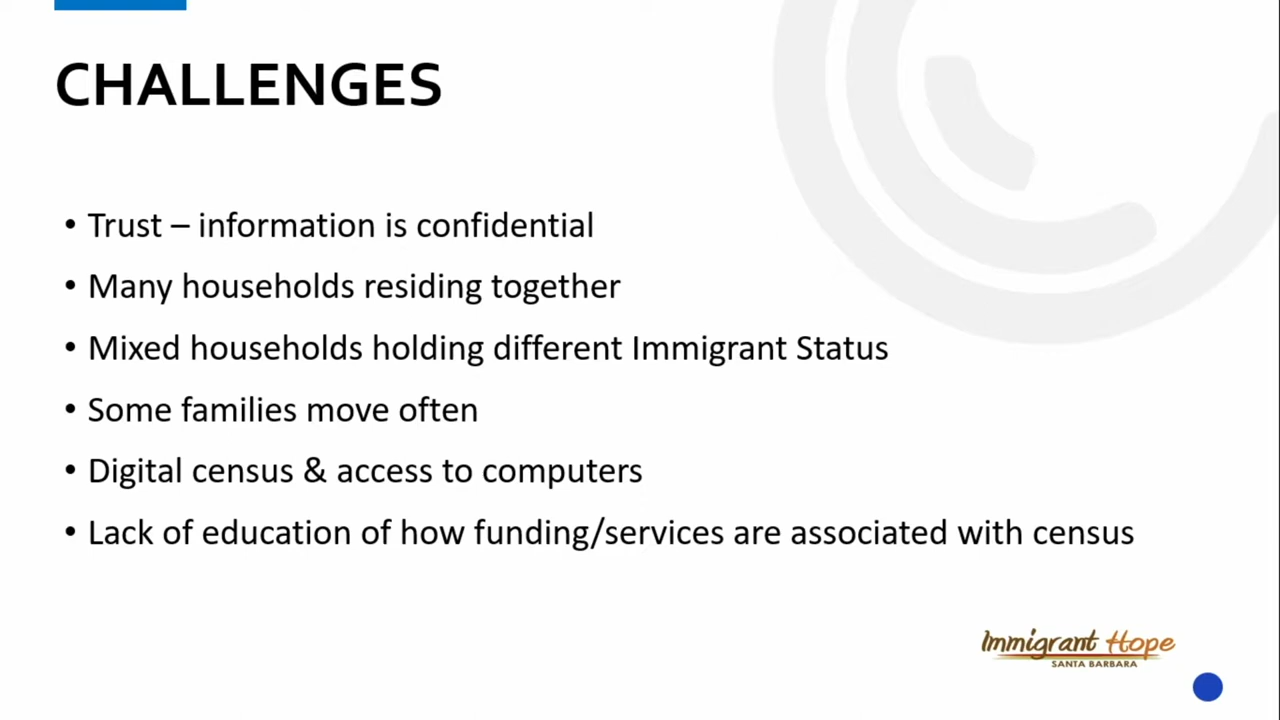 CHALLENGES
• Trust – information is confidential
• Many households residing together
• Mixed households holding different Immigrant Status
• Some families move often
• Digital census & access to computers
• Lack of education of how funding/services are associated with census
Immigrant Hope
SANTA BARBARA